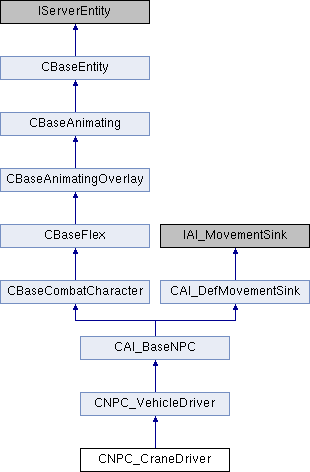 IServerEntity
CBaseEntity
CBaseAnimating
CBaseAnimatingOverlay
CBaseFlex
IAI_MovementSink
CBaseCombatCharacter
CAI_DefMovementSink
CAI_BaseNPC
CNPC_VehicleDriver
CNPC_CraneDriver